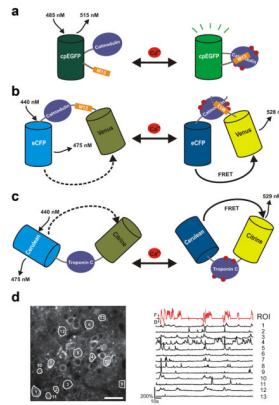 a
485 nM
515 nM
Calmodulin
cpEGFP
M13
Ca²⁺
cpEGFP
b
440 nM
Calmodulin
M13
eCFP
475 nM
Venus
Ca²⁺
eCFP
Venus
528 nM
FRET
c
440 nM
Cerulean
Citrine
475 nM
Troponin C
Ca²⁺
Cerulean
FRET
529 nM
Citrine
Troponin C
d
ROI
1
2
3
4
5
6
7
8
9
10
11
12
13
200%
10s